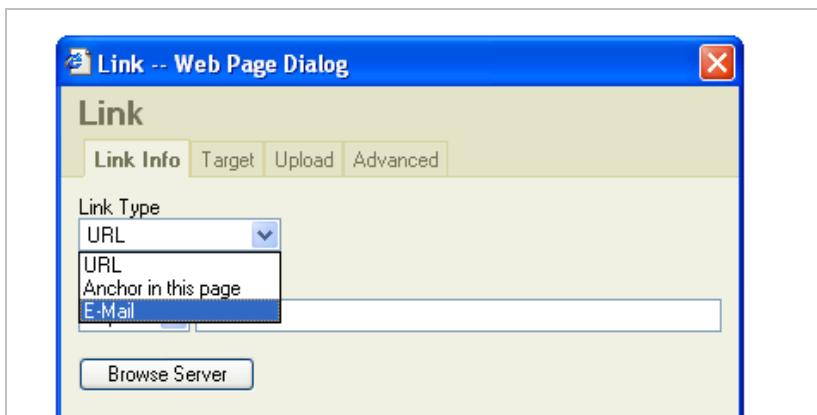 Link -- Web Page Dialog
Link
Link Info Target Upload Advanced
Link Type
URL
URL
Anchor in this page
E-Mail
Browse Server